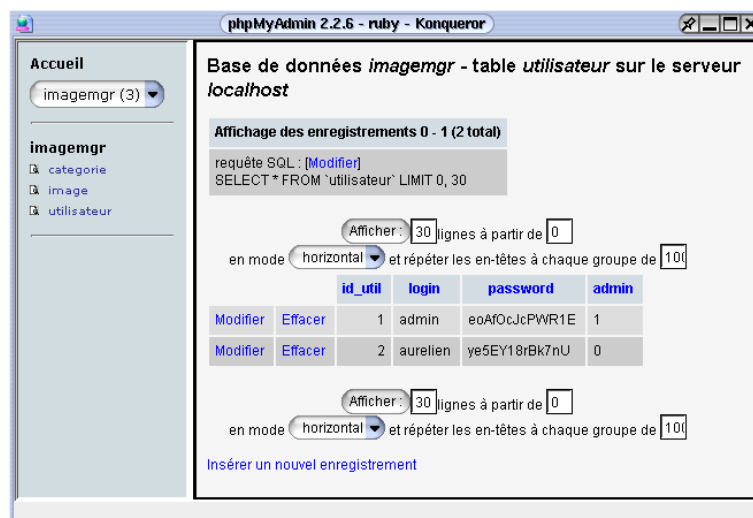 phpMyAdmin 2.2.6 - ruby - Konqueror
Accueil
imagemgr (3)
imagemgr
categorie
image
utilisateur
Base de données imagemgr - table utilisateur sur le serveur
localhost
Affichage des enregistrements 0 - 1 (2 total)
requête SQL : [Modifier]
SELECT * FROM `utilisateur` LIMIT 0, 30
Afficher : 30 lignes à partir de 0
en mode horizontal et répéter les en-têtes à chaque groupe de 100
id_util login password admin
Modifier Effacer 1 admin eoAfOcJcPWR1E 1
Modifier Effacer 2 aurelien ye5EY18rBk7nU 0
Afficher : 30 lignes à partir de 0
en mode horizontal et répéter les en-têtes à chaque groupe de 100
Insérer un nouvel enregistrement